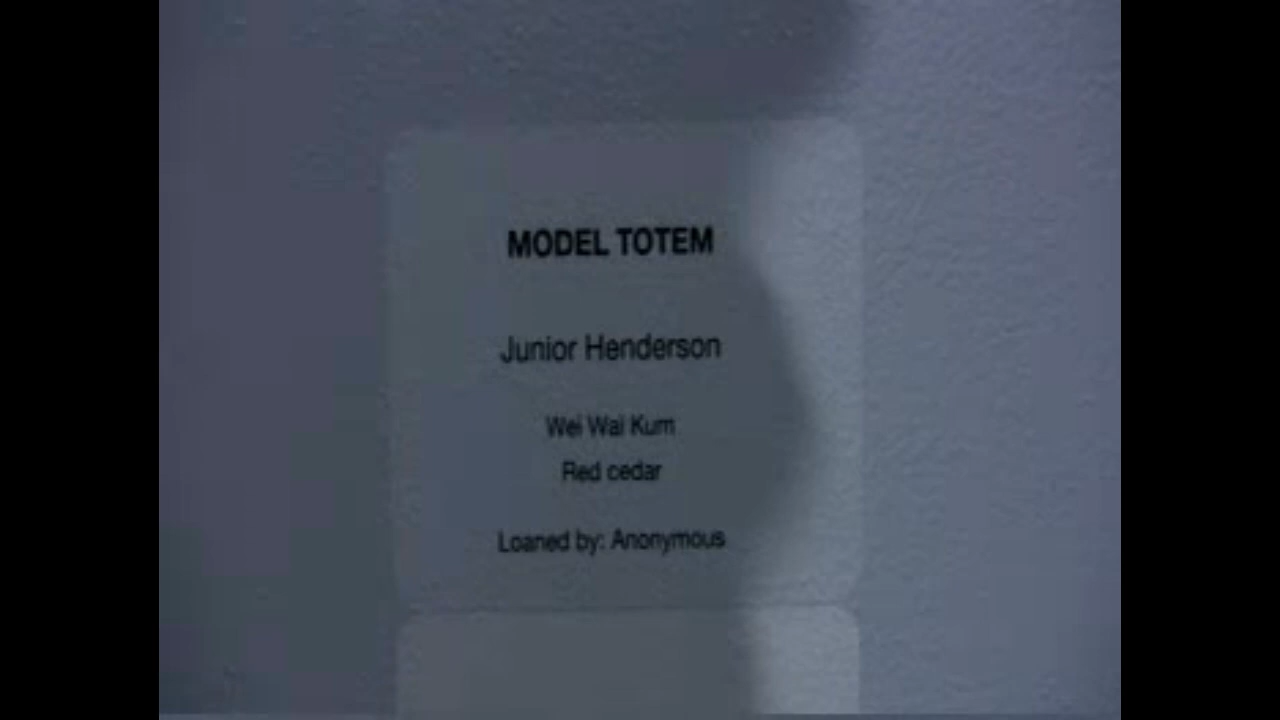 MODEL TOTEM
Junior Henderson
Wei Wai Kum
Red cedar
Loaned by: Anonymous